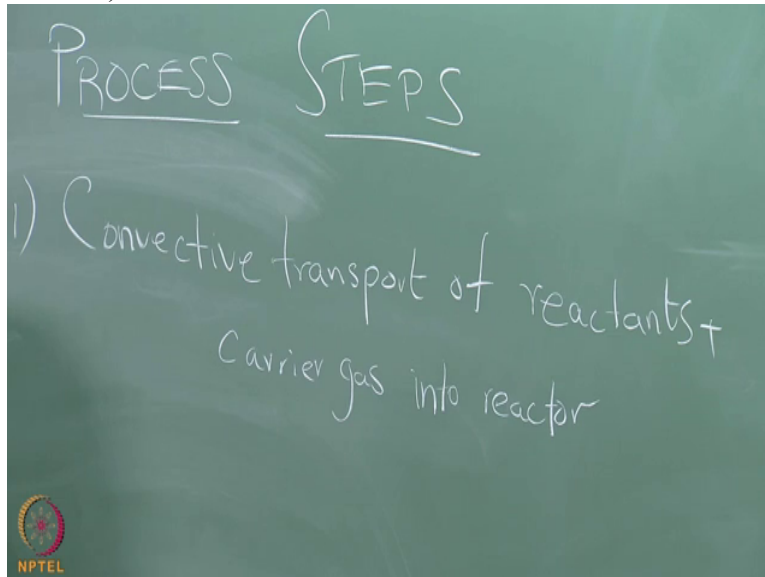 PROCESS STEPS
1) Convective transport of reactants +
Carrier gas into reactor
NPTEL